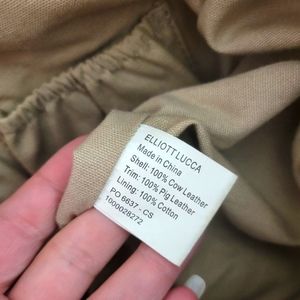 ELLIOTT LUCCA
Made in China
Shell: 100% Cow Leather
Trim: 100% Pig Leather
Lining: 100% Cotton
PO 6637 - CS
1000028272